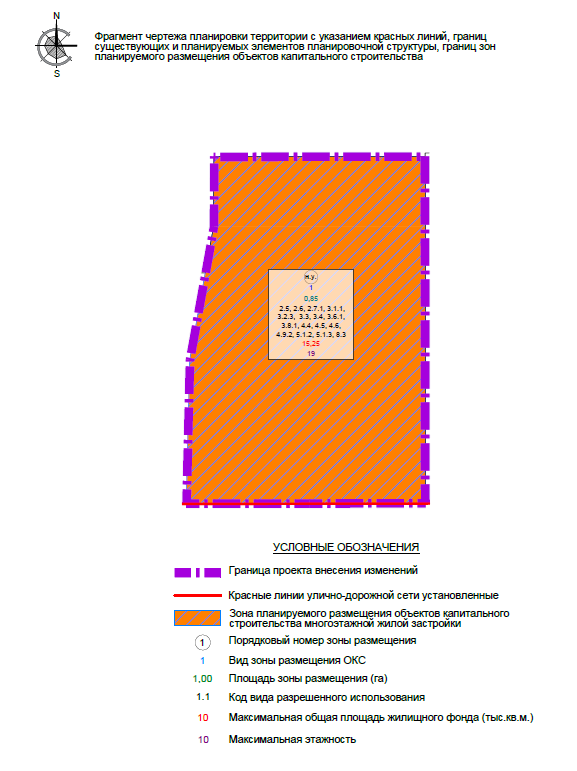 N
S
Фрагмент чертежа планировки территории с указанием красных линий, границ
существующих и планируемых элементов планировочной структуры, границ зон
планируемого размещения объектов капитального строительства
н.у.
1
0,85
2.5, 2.6, 2.7.1, 3.1.1,
3.2.3, 3.3, 3.4, 3.6.1,
3.8.1, 4.4, 4.5, 4.6,
4.9.2, 5.1.2, 5.1.3, 8.3
15,25
19
УСЛОВНЫЕ ОБОЗНАЧЕНИЯ
Граница проекта внесения изменений
Красные линии улично-дорожной сети установленные
Зона планируемого размещения объектов капитального
строительства многоэтажной жилой застройки
1 Порядковый номер зоны размещения
1 Вид зоны размещения ОКС
1,00 Площадь зоны размещения (га)
1.1 Код вида разрешенного использования
10 Максимальная общая площадь жилищного фонда (тыс.кв.м.)
10 Максимальная этажность